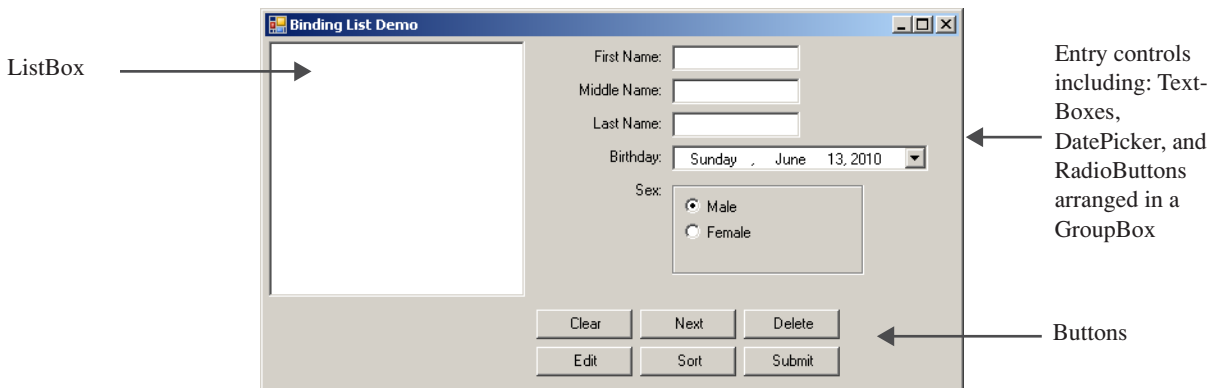 Binding List Demo
ListBox
First Name:
Middle Name:
Last Name:
Birthday: Sunday , June 13, 2010
Sex:
Male
Female
Entry controls
including: Text-
Boxes,
DatePicker, and
RadioButtons
arranged in a
GroupBox
Clear Next Delete
Edit Sort Submit
Buttons